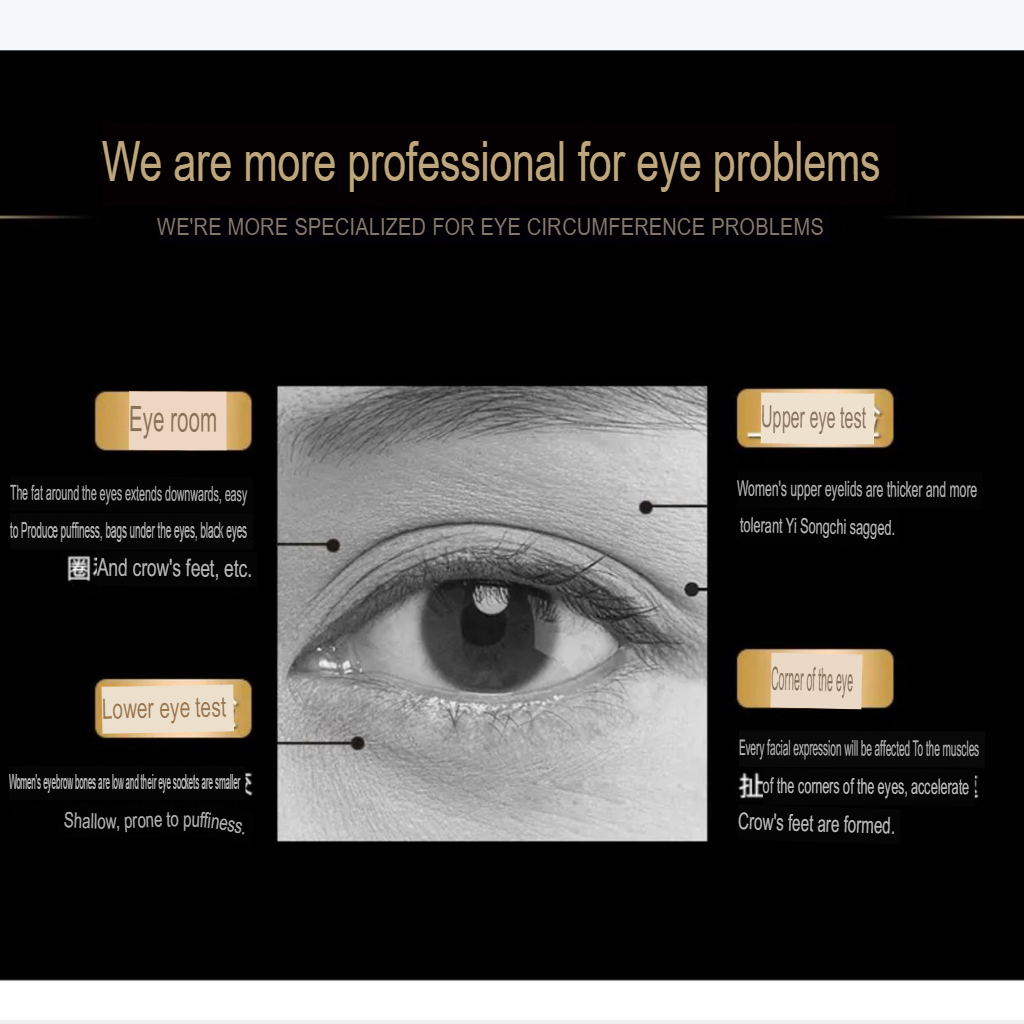 We are more professional for eye problems
WE'RE MORE SPECIALIZED FOR EYE CIRCUMFERENCE PROBLEMS
Eye room
The fat around the eyes extends downwards, easy
to Produce puffiness, bags under the eyes, black eyes
圈 And crow's feet, etc.
Lower eye test
Women's eyebrow bones are low and their eye sockets are smaller
Shallow, prone to puffiness.
Upper eye test
Women's upper eyelids are thicker and more
tolerant Yi Songchi sagged.
Corner of the eye
Every facial expression will be affected To the muscles
扯of the corners of the eyes, accelerate
Crow's feet are formed.